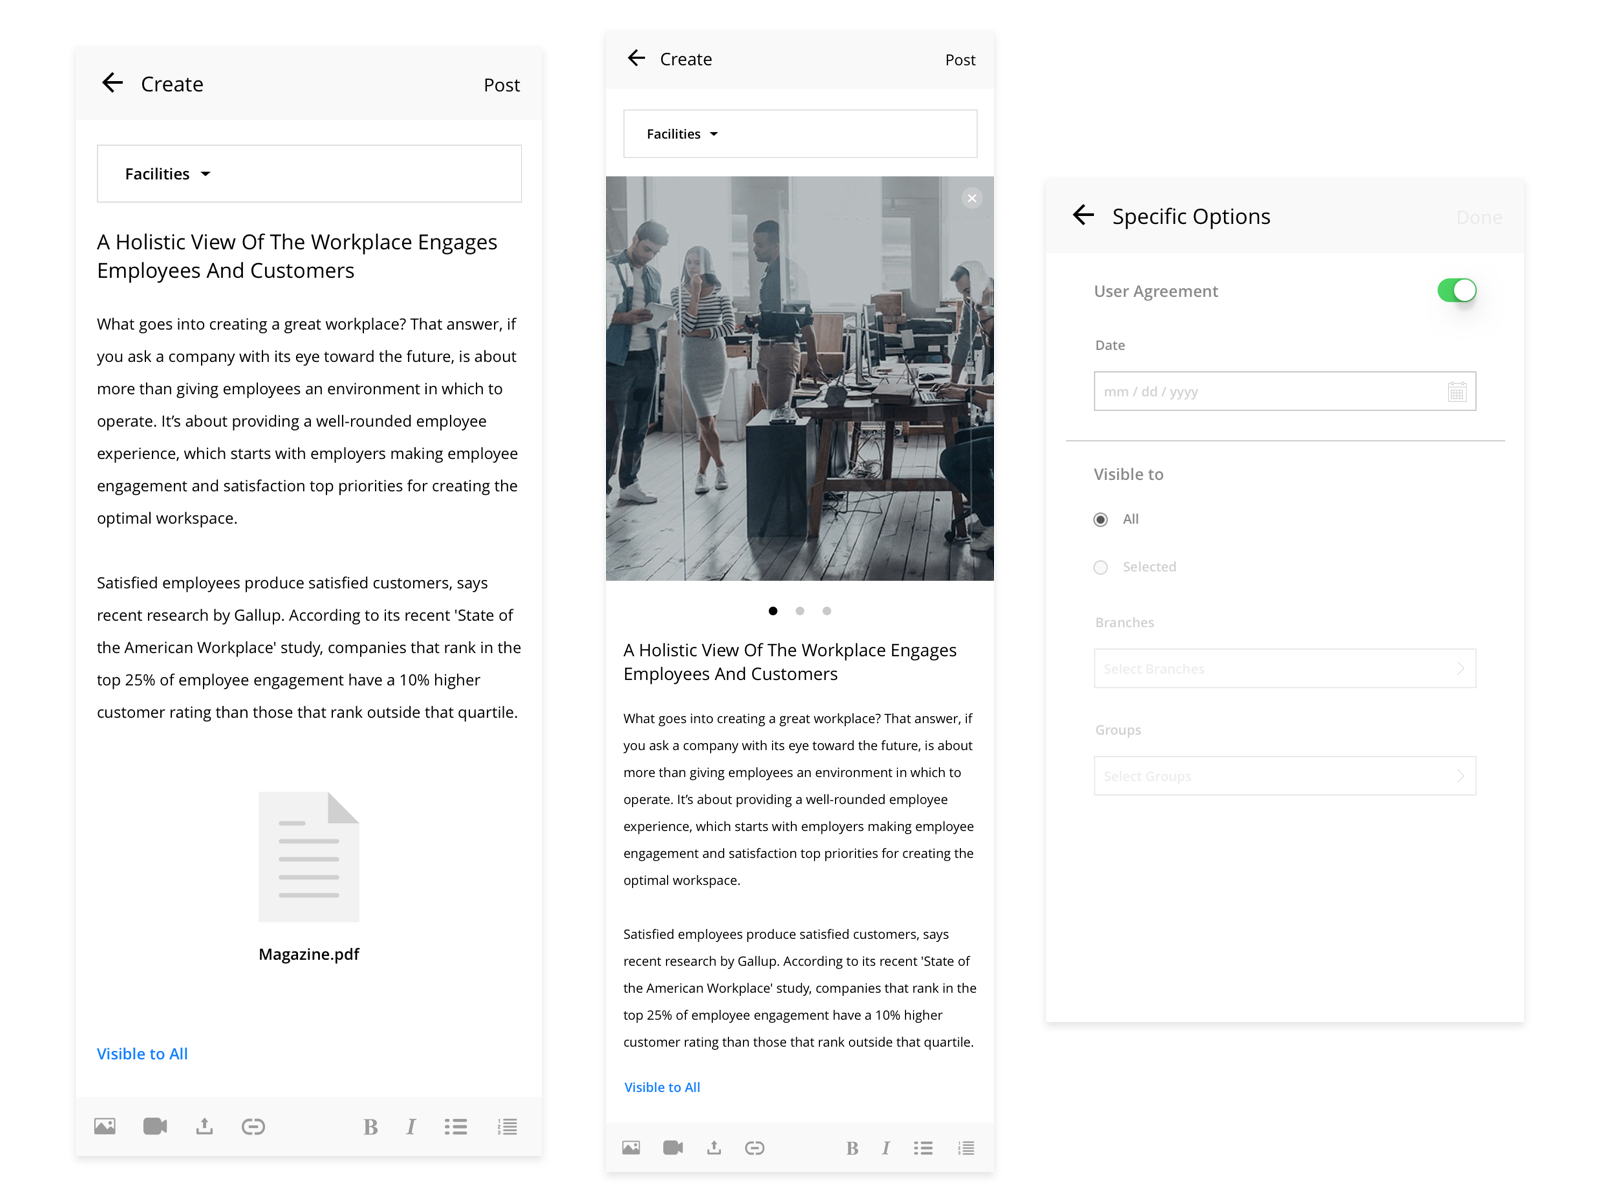 Create
Post
Facilities
A Holistic View Of The Workplace Engages
Employees And Customers
What goes into creating a great workplace? That answer, if
you ask a company with its eye toward the future, is about
more than giving employees an environment in which to
operate. It’s about providing a well-rounded employee
experience, which starts with employers making employee
engagement and satisfaction top priorities for creating the
optimal workspace.
Satisfied employees produce satisfied customers, says
recent research by Gallup. According to its recent 'State of
the American Workplace' study, companies that rank in the
top 25% of employee engagement have a 10% higher
customer rating than those that rank outside that quartile.
Magazine.pdf
Visible to All
B I
Create
Post
Facilities
A Holistic View Of The Workplace Engages
Employees And Customers
What goes into creating a great workplace? That answer, if
you ask a company with its eye toward the future, is about
more than giving employees an environment in which to
operate. It’s about providing a well-rounded employee
experience, which starts with employers making employee
engagement and satisfaction top priorities for creating the
optimal workspace.
Satisfied employees produce satisfied customers, says
recent research by Gallup. According to its recent 'State of
the American Workplace' study, companies that rank in the
top 25% of employee engagement have a 10% higher
customer rating than those that rank outside that quartile.
Visible to All
B I
Specific Options
Done
User Agreement
Date
mm / dd / yyyy
Visible to
All
Selected
Branches
Select Branches
Groups
Select Groups